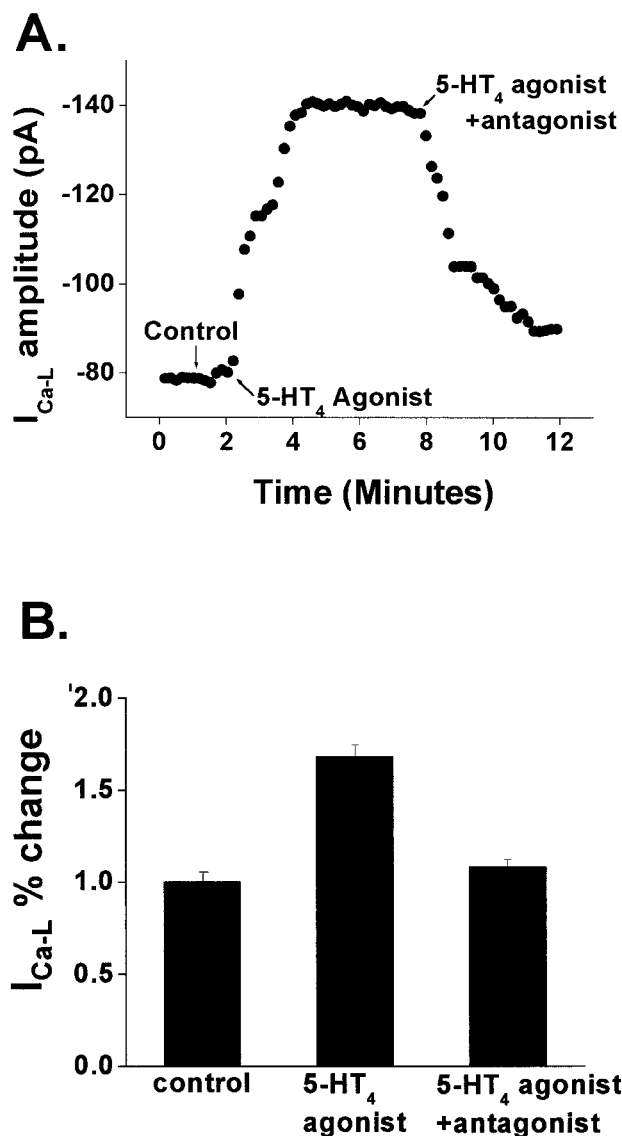 A.
I_Ca-L amplitude (pA)
-140
-120
-100
-80
5-HT4 agonist
+antagonist
Control
5-HT4 Agonist
0 2 4 6 8 10 12
Time (Minutes)
B.
I_Ca-L % change
'2.0
1.5
1.0
0.5
0.0
control
5-HT4
agonist
5-HT4 agonist
+antagonist